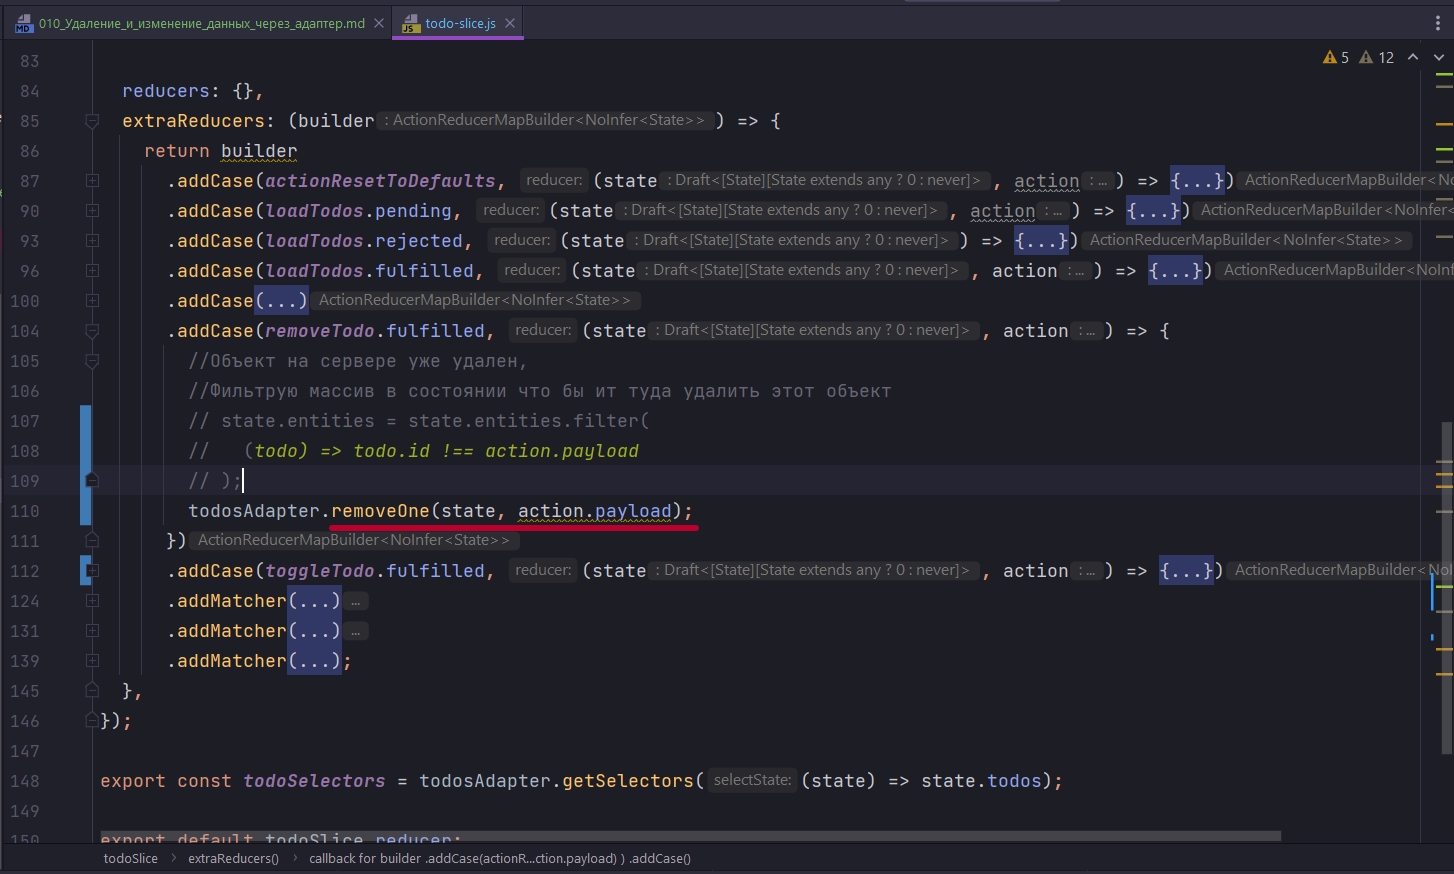 010_Удаление_и_изменение_данных_через_адаптер.md todo-slice.js
5 12
83
84 reducers: {},
85 extraReducers: (builder : ActionReducerMapBuilder<NoInfer<State>> ) => {
86 return builder
87 .addCase(actionResetToDefaults, reducer: (state : Draft<[State][State extends any ? 0 : never]> , action : ... ) => {...}) ActionReducerMapBuilder<No
90 .addCase(loadTodos.pending, reducer: (state : Draft<[State][State extends any ? 0 : never]> , action : ... ) => {...}) ActionReducerMapBuilder<NoInfer<
93 .addCase(loadTodos.rejected, reducer: (state : Draft<[State][State extends any ? 0 : never]> ) => {...}) ActionReducerMapBuilder<NoInfer<State>>
96 .addCase(loadTodos.fulfilled, reducer: (state : Draft<[State][State extends any ? 0 : never]> , action : ... ) => {...}) ActionReducerMapBuilder<NoInf
100 .addCase(...) ActionReducerMapBuilder<NoInfer<State>>
104 .addCase(removeTodo.fulfilled, reducer: (state : Draft<[State][State extends any ? 0 : never]> , action : ... ) => {
105 //Объект на сервере уже удален,
106 //Фильтрую массив в состоянии что бы ит туда удалить этот объект
107 // state.entities = state.entities.filter(
108 // (todo) => todo.id !== action.payload
109 // );
110 todosAdapter.removeOne(state, action.payload);
111 }) ActionReducerMapBuilder<NoInfer<State>>
112 .addCase(toggleTodo.fulfilled, reducer: (state : Draft<[State][State extends any ? 0 : never]> , action : ... ) => {...}) ActionReducerMapBuilder<NoI
124 .addMatcher(...) ...
131 .addMatcher(...) ...
139 .addMatcher(...);
145 },
146 });
147
148 export const todoSelectors = todosAdapter.getSelectors( selectState: (state) => state.todos);
149
150 export default todoSlice.reducer;
todoSlice > extraReducers() > callback for builder .addCase(actionR...ction.payload) ) .addCase()